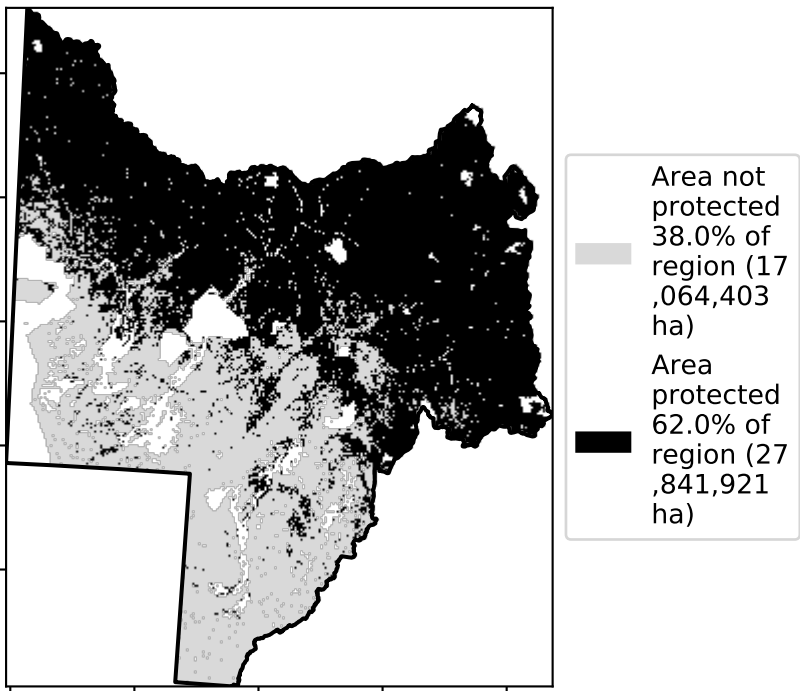 Area not
protected
38.0% of
region (17
,064,403
ha)
Area
protected
62.0% of
region (27
,841,921
ha)